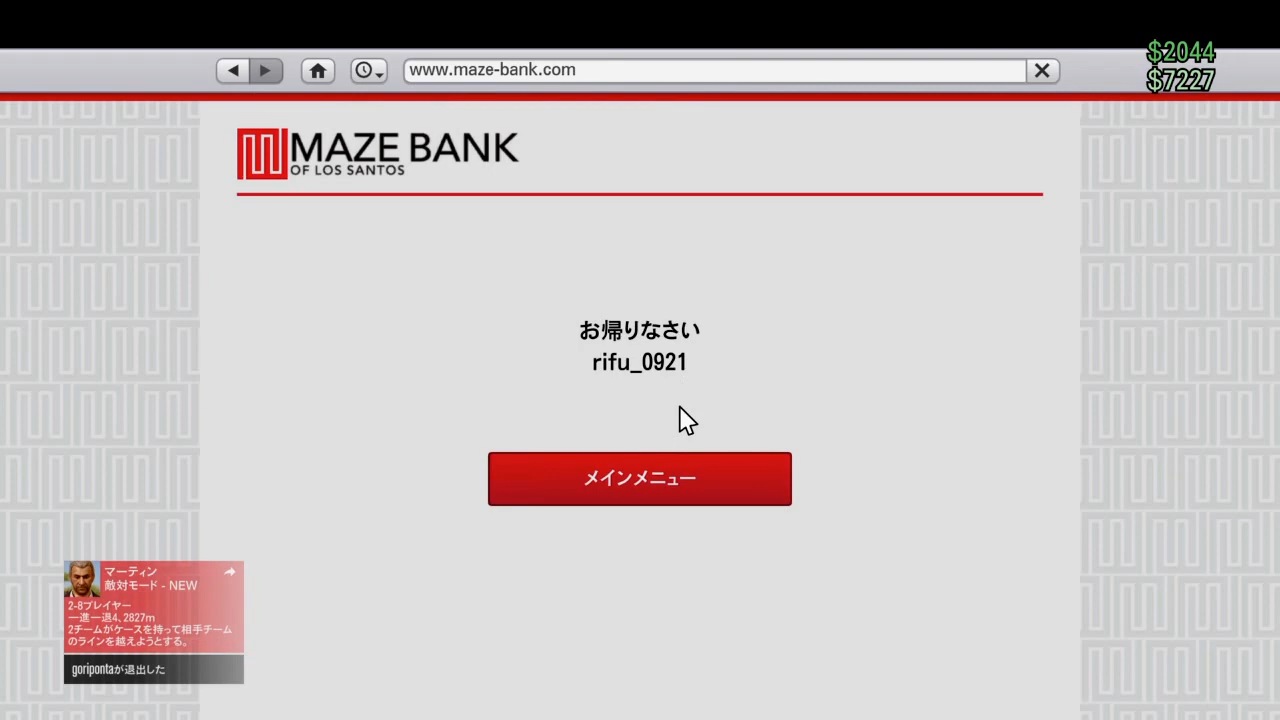 www.maze-bank.com
$2044
$7227
MAZE BANK
OF LOS SANTOS
お帰りなさい
rifu_0921
メインメニュー
マーティン
敵対モード - NEW
2-8プレイヤー
一進一退4、2827m
2チームがケースを持って相手チーム
のラインを越えようとする。
goripontaが退出した